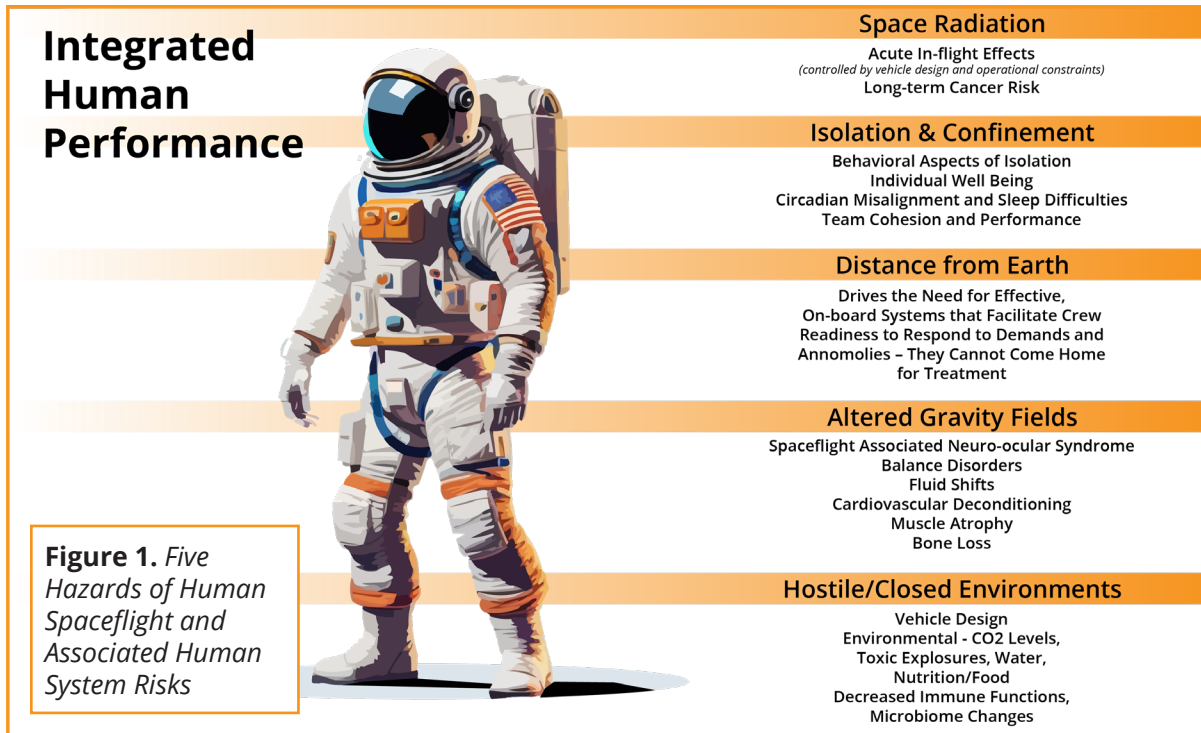 Integrated
Human
Performance
Space Radiation
Acute In-flight Effects
(controlled by vehicle design and operational constraints)
Long-term Cancer Risk
Isolation & Confinement
Behavioral Aspects of Isolation
Individual Well Being
Circadian Misalignment and Sleep Difficulties
Team Cohesion and Performance
Distance from Earth
Drives the Need for Effective,
On-board Systems that Facilitate Crew
Readiness to Respond to Demands and
Annomolies – They Cannot Come Home
for Treatment
Altered Gravity Fields
Spaceflight Associated Neuro-ocular Syndrome
Balance Disorders
Fluid Shifts
Cardiovascular Deconditioning
Muscle Atrophy
Bone Loss
Hostile/Closed Environments
Vehicle Design
Environmental - CO2 Levels,
Toxic Explosures, Water,
Nutrition/Food
Decreased Immune Functions,
Microbiome Changes
Figure 1. Five
Hazards of Human
Spaceflight and
Associated Human
System Risks